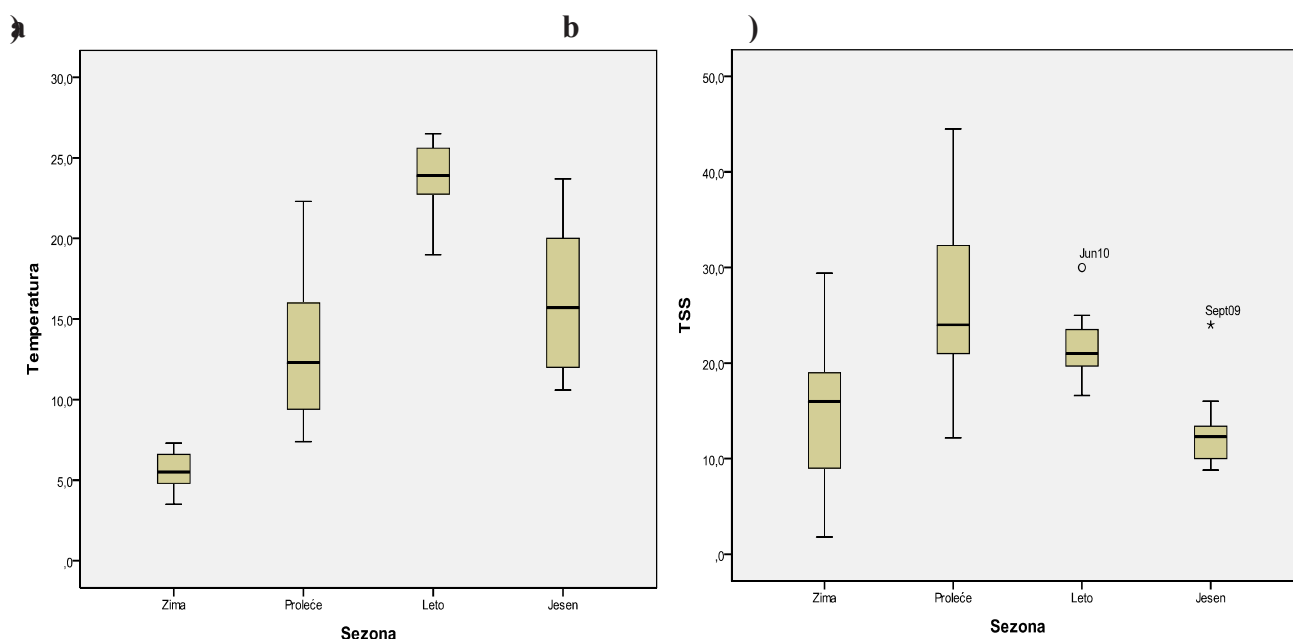 a)
b)
30,0
25,0
20,0
15,0
10,0
5,0
,0
Temperatura
Zima Proleće Leto Jesen
Sezona
50,0
40,0
30,0
20,0
10,0
,0
TSS
Jun10
Sept09
Zima Proleće Leto Jesen
Sezona